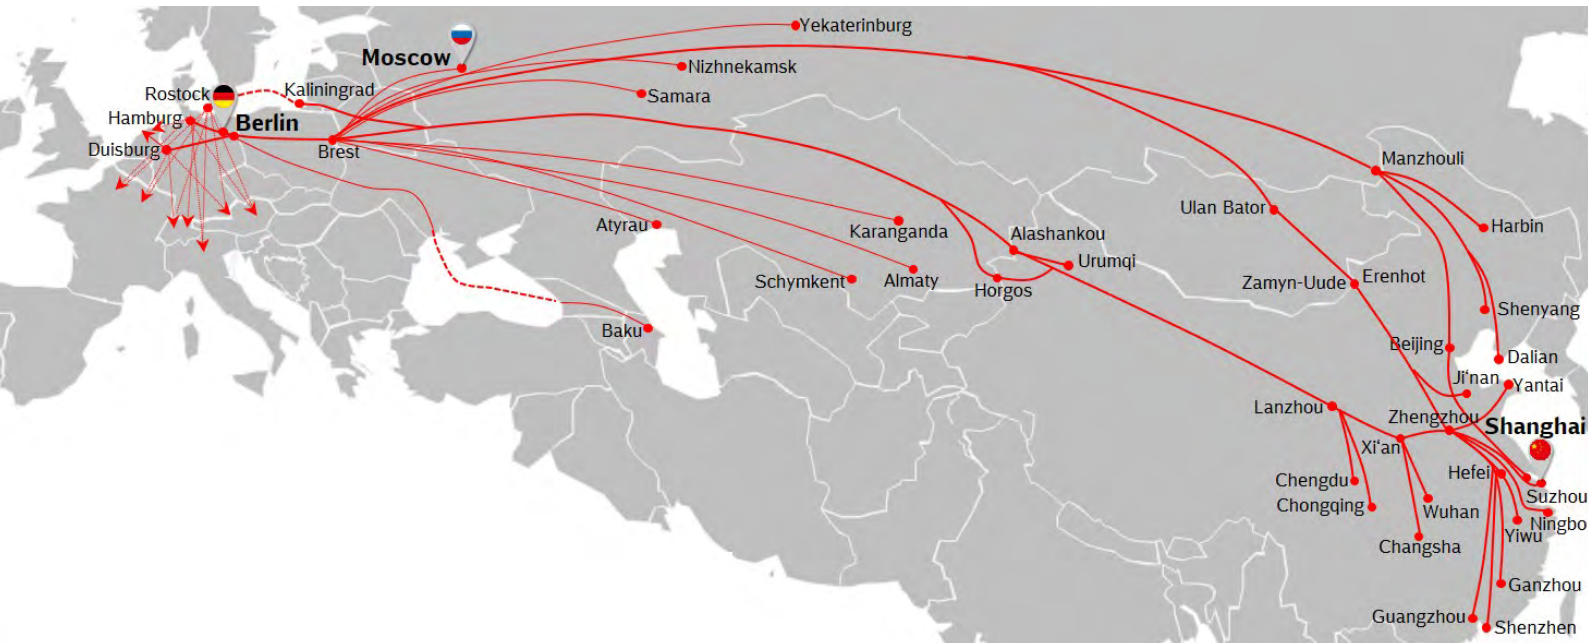 Yekaterinburg
Moscow
Nizhnekamsk
Rostock
Kaliningrad
Samara
Hamburg
Berlin
Duisburg
Brest
Manzhouli
Ulan Bator
Atyrau
Karanganda
Alashankou
Harbin
Urumqi
Schymkent
Almaty
Horgos
Zamyn-Uude
Erenhot
Shenyang
Baku
Beijing
Dalian
Ji'nan
Yantai
Lanzhou
Zhengzhou
Shanghai
Xi'an
Hefei
Chengdu
Suzhou
Chongqing
Wuhan
Ningbo
Yiwu
Changsha
Ganzhou
Guangzhou
Shenzhen